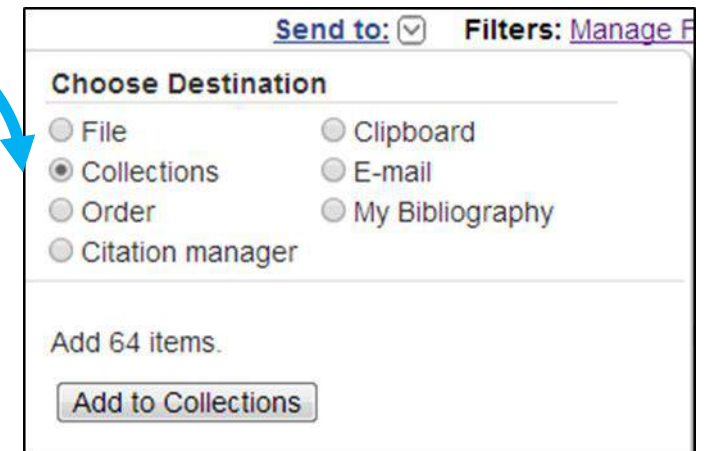 Send to: Filters: Manage F
Choose Destination
File Clipboard
Collections E-mail
Order My Bibliography
Citation manager
Add 64 items.
Add to Collections